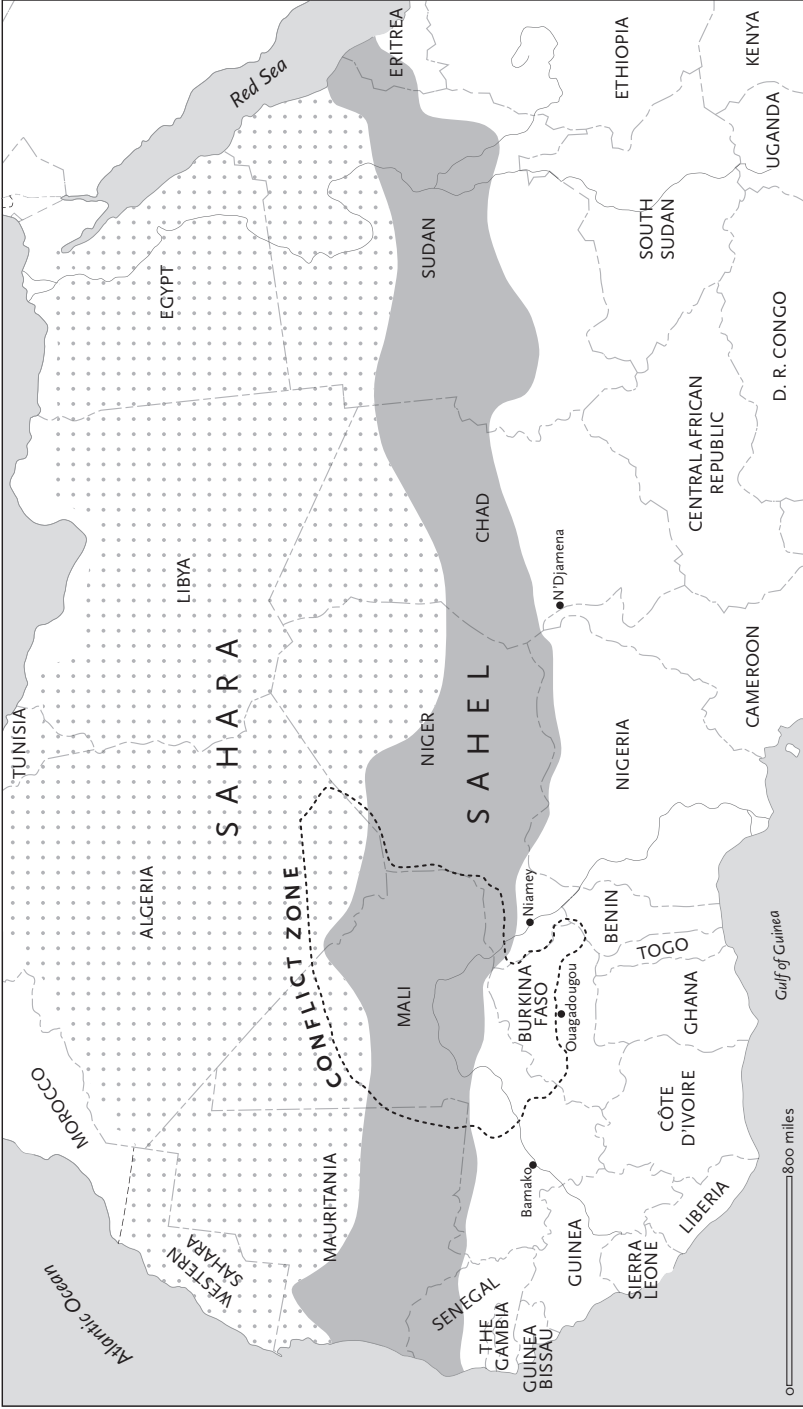 Atlantic Ocean
MOROCCO
TUNISIA
WESTERN
SAHARA
ALGERIA
LIBYA
EGYPT
Red Sea
SAHARA
CONFLICT ZONE
MAURITANIA
MALI
NIGER
CHAD
SUDAN
ERITREA
SAHEL
SENEGAL
THE
GAMBIA
GUINEA
BISSAU
Bamako
GUINEA
BURKINA
FASO
Ouagadougou
Niamey
N'Djamena
NIGERIA
BENIN
TOGO
GHANA
CÔTE
D'IVOIRE
SIERRA
LEONE
LIBERIA
CAMEROON
CENTRAL AFRICAN
REPUBLIC
SOUTH
SUDAN
ETHIOPIA
D. R. CONGO
UGANDA
KENYA
Gulf of Guinea
0
800 miles